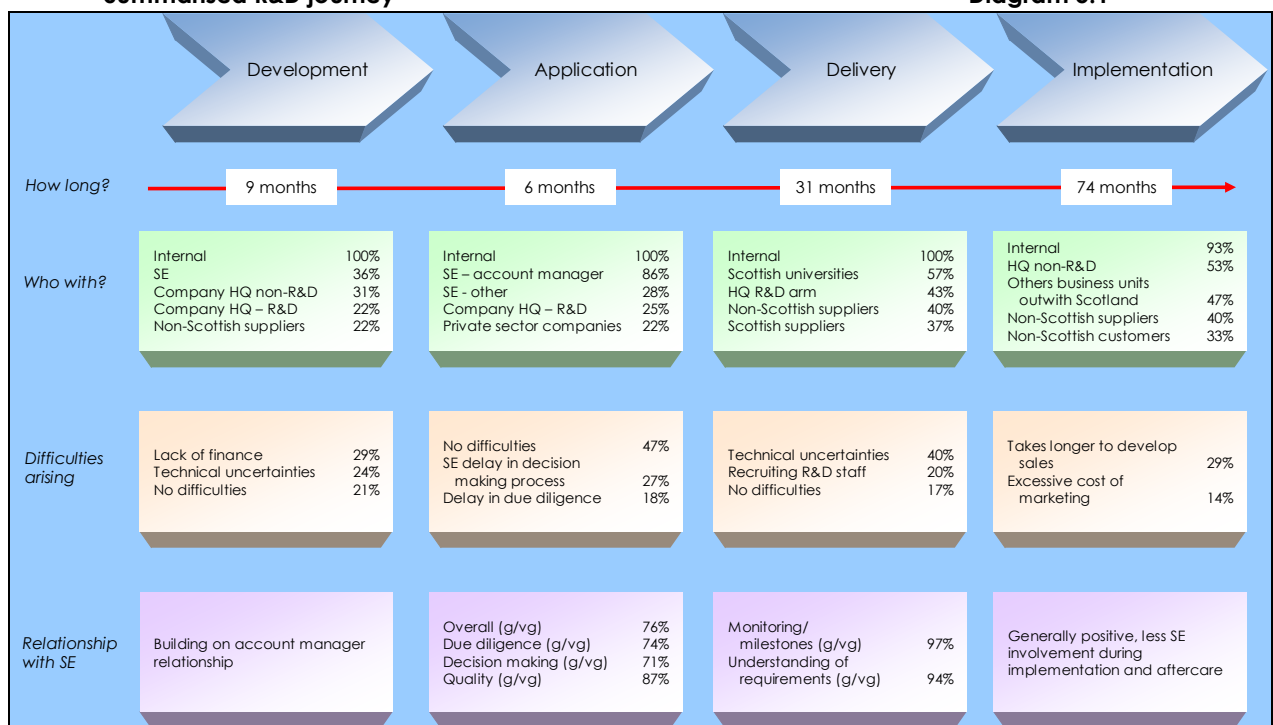 Development
Application
Delivery
Implementation
How long?
9 months
6 months
31 months
74 months
Who with?
Internal 100%
SE 36%
Company HQ non-R&D 31%
Company HQ – R&D 22%
Non-Scottish suppliers 22%
Internal 100%
SE – account manager 86%
SE - other 28%
Company HQ – R&D 25%
Private sector companies 22%
Internal 100%
Scottish universities 57%
HQ R&D arm 43%
Non-Scottish suppliers 40%
Scottish suppliers 37%
Internal 93%
HQ non-R&D 53%
Others business units
outwith Scotland 47%
Non-Scottish suppliers 40%
Non-Scottish customers 33%
Difficulties
arising
Lack of finance 29%
Technical uncertainties 24%
No difficulties 21%
No difficulties 47%
SE delay in decision
making process 27%
Delay in due diligence 18%
Technical uncertainties 40%
Recruiting R&D staff 20%
No difficulties 17%
Takes longer to develop
sales 29%
Excessive cost of
marketing 14%
Relationship
with SE
Building on account manager
relationship
Overall (g/vg) 76%
Due diligence (g/vg) 74%
Decision making (g/vg) 71%
Quality (g/vg) 87%
Monitoring/
milestones (g/vg) 97%
Understanding of
requirements (g/vg) 94%
Generally positive, less SE
involvement during
implementation and aftercare